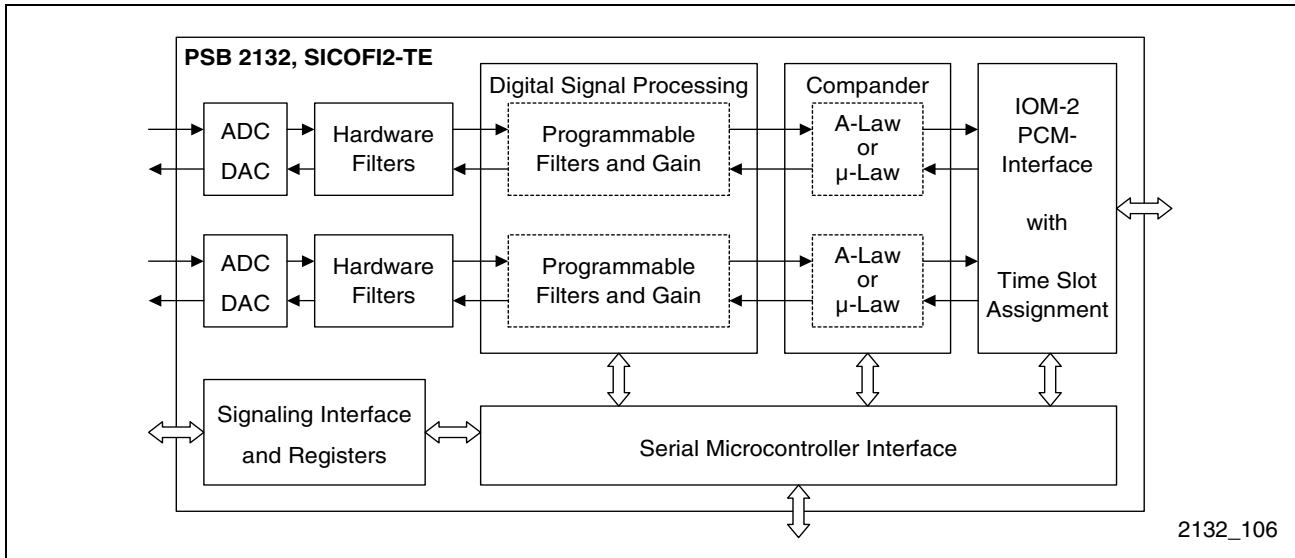 PSB 2132, SICOFI2-TE
Digital Signal Processing
Compander
ADC
DAC
Hardware
Filters
Programmable
Filters and Gain
A-Law
or
µ-Law
IOM-2
PCM-
Interface
with
Time Slot
Assignment
ADC
DAC
Hardware
Filters
Programmable
Filters and Gain
A-Law
or
µ-Law
Signaling Interface
and Registers
Serial Microcontroller Interface
2132_106